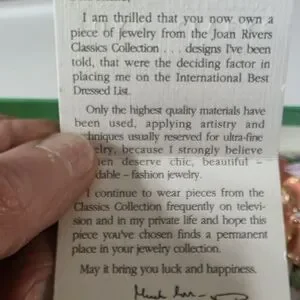 I am thrilled that you now own a
piece of jewelry from the Joan Rivers
Classics Collection . . . designs I've been
told, that were the deciding factor in
placing me on the International Best
Dressed List.
Only the highest quality materials have
been used, applying artistry and
chniques usually reserved for ultra-fine
elry, because I strongly believe
en deserve chic, beautiful –
dable – fashion jewelry.
I continue to wear pieces from the
Classics Collection frequently on televi-
sion and in my private life and hope this
piece you've chosen finds a permanent
place in your jewelry collection.
May it bring you luck and happiness.